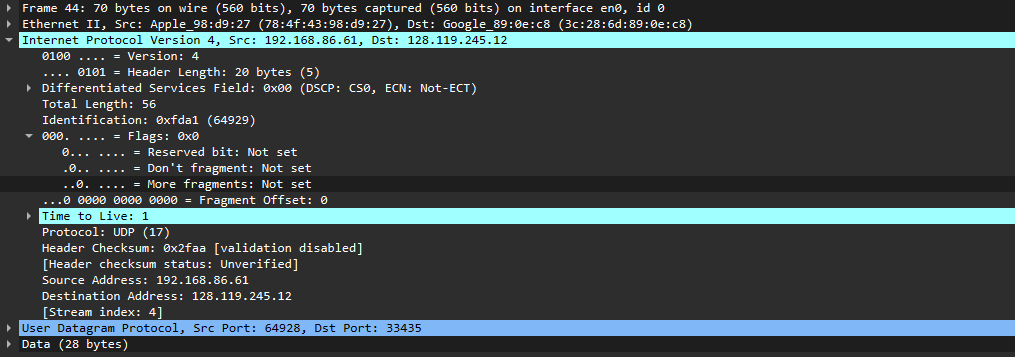 Frame 44: 70 bytes on wire (560 bits), 70 bytes captured (560 bits) on interface en0, id 0
Ethernet II, Src: Apple_98:d9:27 (78:4f:43:98:d9:27), Dst: Google_89:0e:c8 (3c:28:6d:89:0e:c8)
Internet Protocol Version 4, Src: 192.168.86.61, Dst: 128.119.245.12
0100 .... = Version: 4
.... 0101 = Header Length: 20 bytes (5)
Differentiated Services Field: 0x00 (DSCP: CS0, ECN: Not-ECT)
Total Length: 56
Identification: 0xfda1 (64929)
000. .... = Flags: 0x0
0... .... = Reserved bit: Not set
.0.. .... = Don't fragment: Not set
..0. .... = More fragments: Not set
...0 0000 0000 0000 = Fragment Offset: 0
Time to Live: 1
Protocol: UDP (17)
Header Checksum: 0x2faa [validation disabled]
[Header checksum status: Unverified]
Source Address: 192.168.86.61
Destination Address: 128.119.245.12
[Stream index: 4]
User Datagram Protocol, Src Port: 64928, Dst Port: 33435
Data (28 bytes)